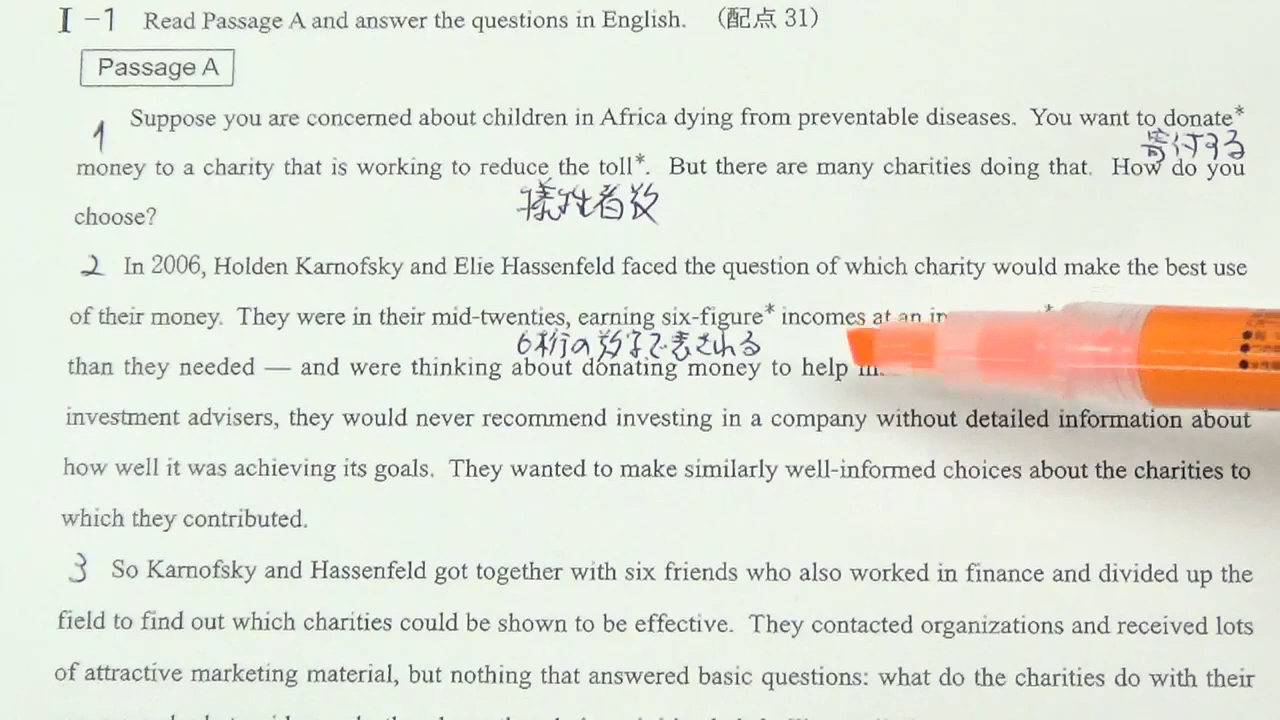 I-1 Read Passage A and answer the questions in English. (配点 31)
Passage A
1 Suppose you are concerned about children in Africa dying from preventable diseases. You want to donate*
寄付する
money to a charity that is working to reduce the toll*. But there are many charities doing that. How do you
犠牲者数
choose?
2 In 2006, Holden Karnofsky and Elie Hassenfeld faced the question of which charity would make the best use
of their money. They were in their mid-twenties, earning six-figure* incomes at an *
6桁の数字で表される
than they needed — and were thinking about donating money to help
investment advisers, they would never recommend investing in a company without detailed information about
how well it was achieving its goals. They wanted to make similarly well-informed choices about the charities to
which they contributed.
3 So Karnofsky and Hassenfeld got together with six friends who also worked in finance and divided up the
field to find out which charities could be shown to be effective. They contacted organizations and received lots
of attractive marketing material, but nothing that answered basic questions: what do the charities do with their